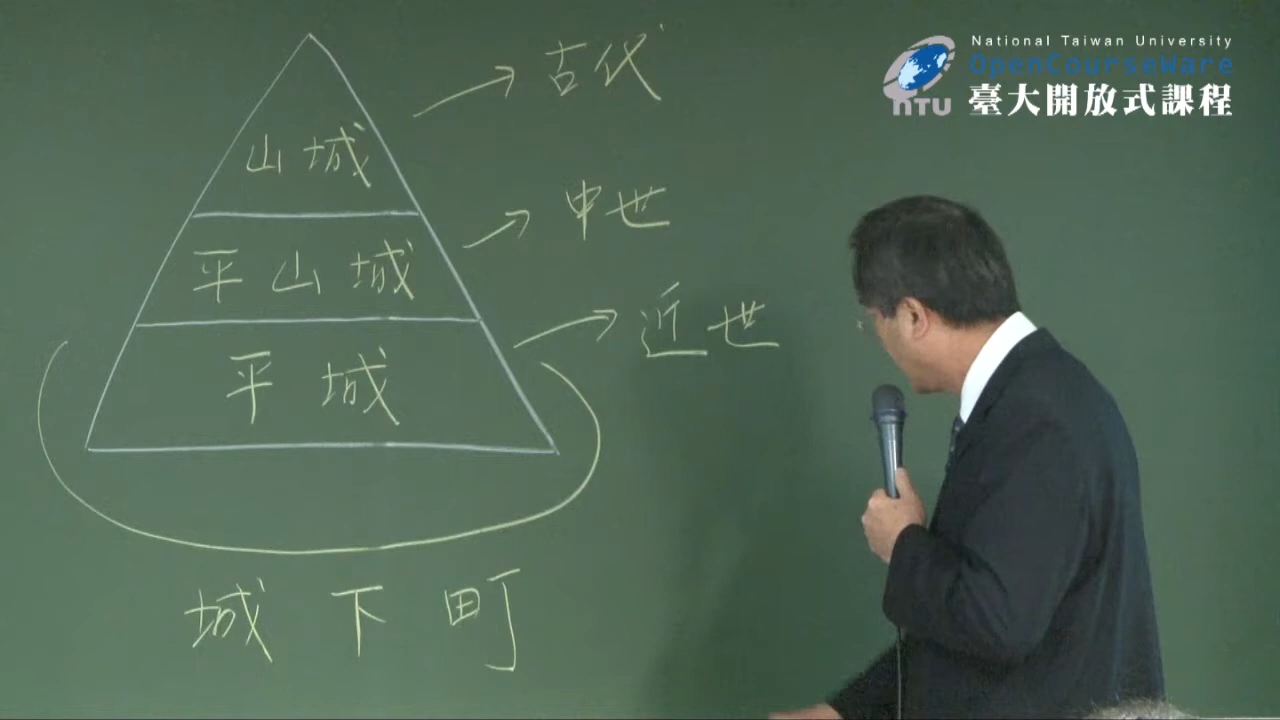 National Taiwan University
OpenCourseWare
臺大開放式課程
NTU
古代
山城
中世
平山城
近世
平城
城下町